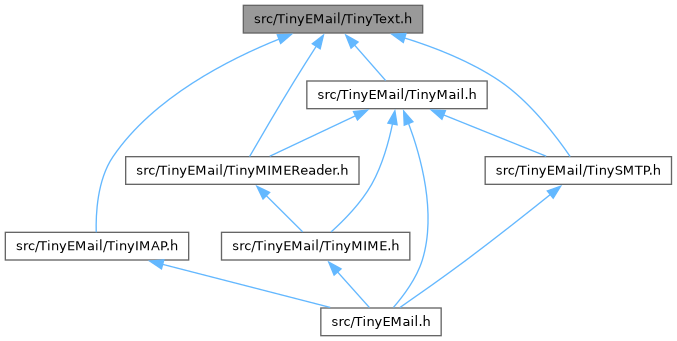 src/TinyEMail/TinyText.h
src/TinyEMail/TinyMail.h
src/TinyEMail/TinyMIMEReader.h
src/TinyEMail/TinySMTP.h
src/TinyEMail/TinyIMAP.h
src/TinyEMail/TinyMIME.h
src/TinyEMail.h